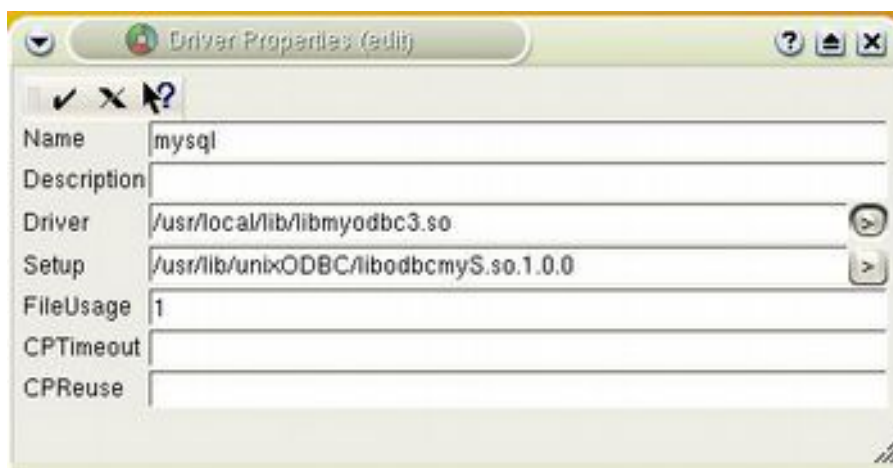 Driver Properties (edit)
Name mysql
Description
Driver /usr/local/lib/libmyodbc3.so
Setup /usr/lib/unixODBC/libodbcmyS.so.1.0.0
FileUsage 1
CPTimeout
CPReuse